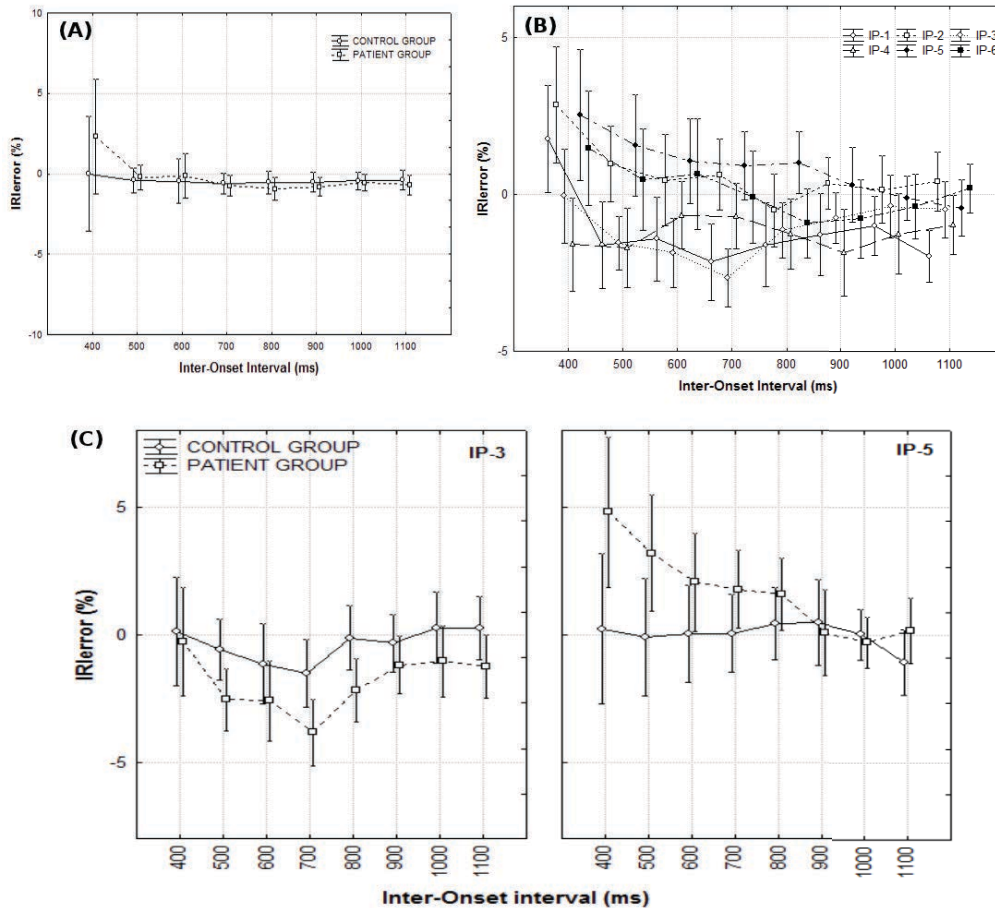 (A)
10
5
0
-5
-10
IRIerror (%)
CONTROL GROUP
PATIENT GROUP
400 500 600 700 800 900 1000 1100
Inter-Onset Interval (ms)
(B)
5
0
-5
IRIerror (%)
IP-1 IP-2 IP-3
IP-4 IP-5 IP-6
400 500 600 700 800 900 1000 1100
Inter-Onset Interval (ms)
(C)
CONTROL GROUP
PATIENT GROUP
IP-3
IP-5
5
0
-5
IRIerror (%)
400 500 600 700 800 900 1000 1100
400 500 600 700 800 900 1000 1100
Inter-Onset interval (ms)